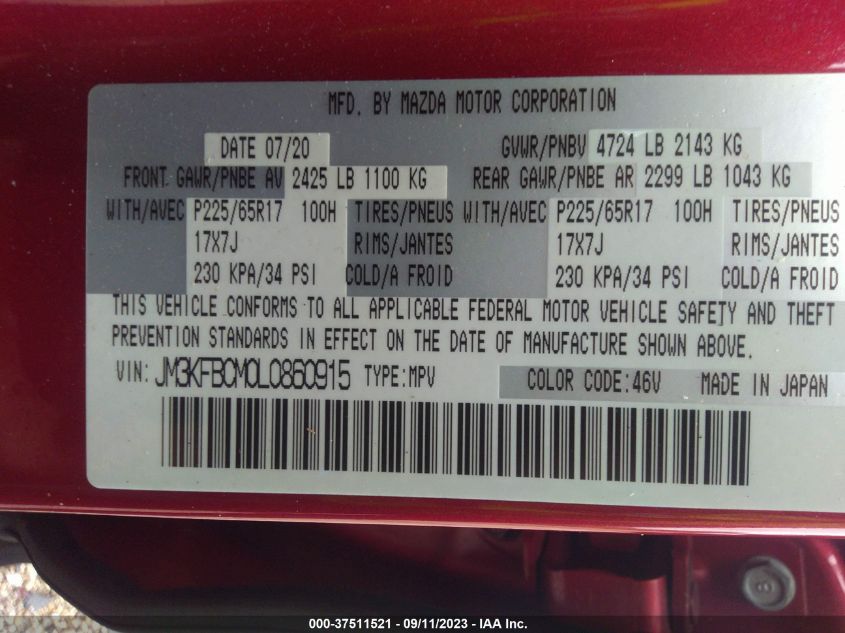 MFD. BY MAZDA MOTOR CORPORATION
DATE 07/20 GVWR/PNBV 4724 LB 2143 KG
FRONT GAWR/PNBE AV 2425 LB 1100 KG REAR GAWR/PNBE AR 2299 LB 1043 KG
WITH/AVEC P225/65R17 100H TIRES/PNEUS WITH/AVEC P225/65R17 100H TIRES/PNEUS
17X7J RIMS/JANTES 17X7J RIMS/JANTES
230 KPA/34 PSI COLD/A FROID 230 KPA/34 PSI COLD/A FROID
THIS VEHICLE CONFORMS TO ALL APPLICABLE FEDERAL MOTOR VEHICLE SAFETY AND THEFT
PREVENTION STANDARDS IN EFFECT ON THE DATE OF MANUFACTURE SHOWN ABOVE.
VIN: JM3KFBCM0L0860915 TYPE:MPV COLOR CODE:46V MADE IN JAPAN
000-37511521 - 09/11/2023 - IAA Inc.